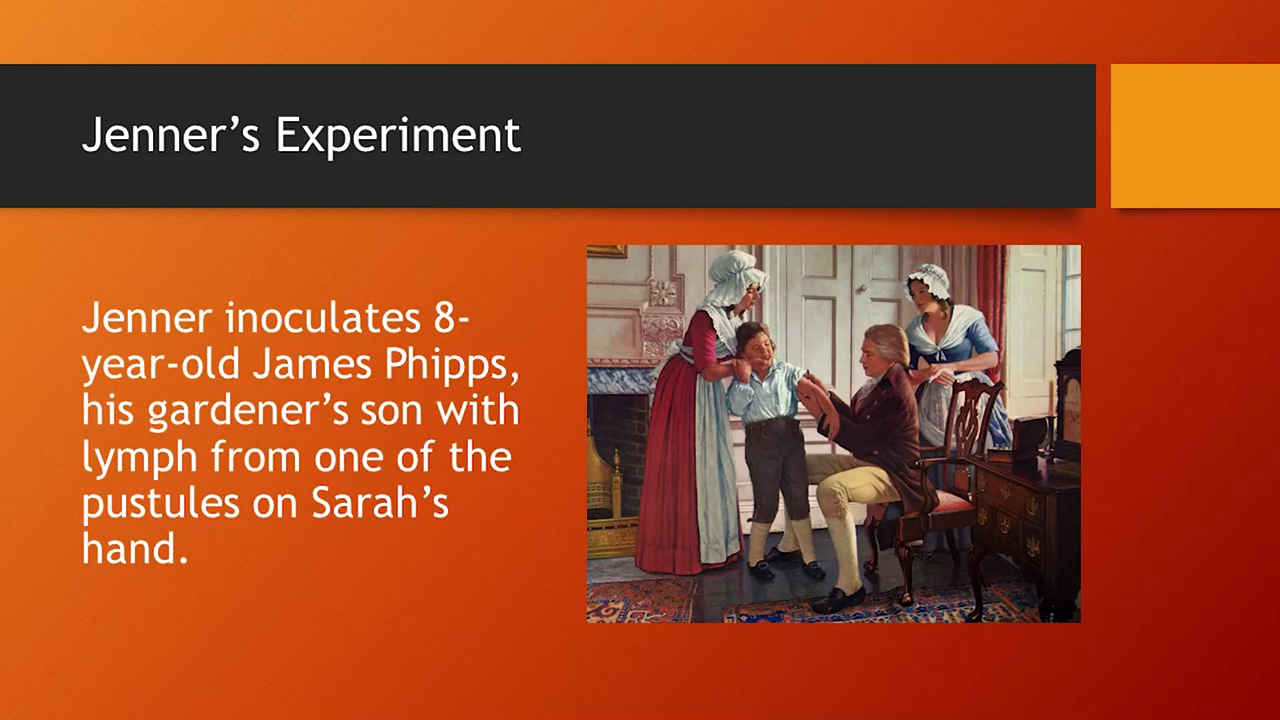 Jenner’s Experiment
Jenner inoculates 8-
year-old James Phipps,
his gardener’s son with
lymph from one of the
pustules on Sarah’s
hand.